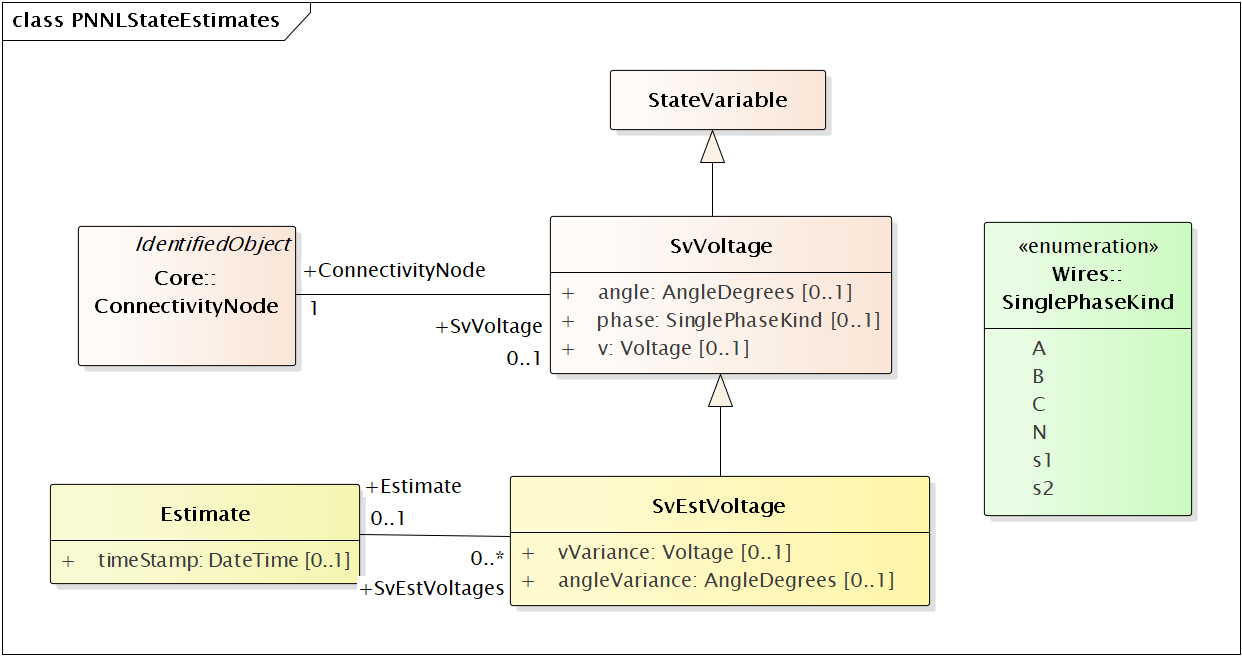 class PNNLStateEstimates
StateVariable
IdentifiedObject
Core::
ConnectivityNode
+ConnectivityNode
1
+SvVoltage
0..1
SvVoltage
+ angle: AngleDegrees [0..1]
+ phase: SinglePhaseKind [0..1]
+ v: Voltage [0..1]
«enumeration»
Wires::
SinglePhaseKind
A
B
C
N
s1
s2
Estimate
+ timeStamp: DateTime [0..1]
+Estimate
0..1
0..*
+SvEstVoltages
SvEstVoltage
+ vVariance: Voltage [0..1]
+ angleVariance: AngleDegrees [0..1]